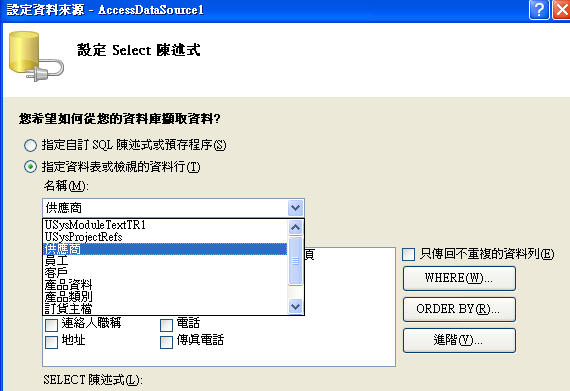 設定資料來源 - AccessDataSource1
設定 Select 陳述式
您希望如何從您的資料庫擷取資料?
指定自訂 SQL 陳述式或預存程序(S)
指定資料表或檢視的資料行(T)
名稱(M):
供應商
USysModuleTextTR1
USysProjectRefs
供應商
員工
客戶
產品資料
產品類別
訂貨主檔
頁
只傳回不重複的資料列(E)
WHERE(W)...
ORDER BY(R)...
進階(V)...
連絡人職稱 電話
地址 傳真電話
SELECT 陳述式(L):